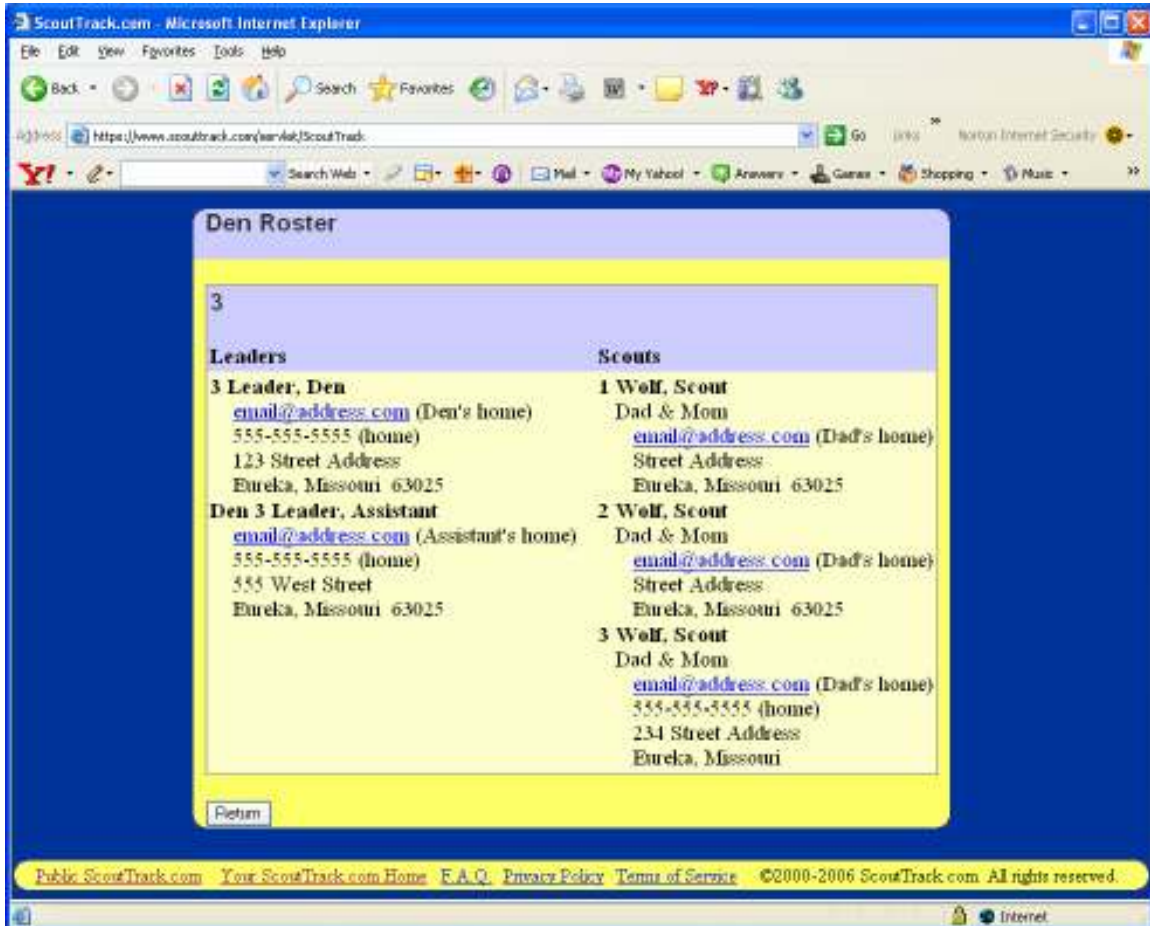 ScoutTrack.com - Microsoft Internet Explorer
File Edit View Favorites Tools Help
Back Search Favorites
Address https://www.scouttrack.com/servlet/ScoutTrack Go Links Norton Internet Security
Y! Search Web Mail My Yahoo! Answers Games Shopping Music
Den Roster
3
Leaders Scouts
3 Leader, Den
email@address.com (Den's home)
555-555-5555 (home)
123 Street Address
Eureka, Missouri 63025
Den 3 Leader, Assistant
email@address.com (Assistant's home)
555-555-5555 (home)
555 West Street
Eureka, Missouri 63025
1 Wolf, Scout
Dad & Mom
email@address.com (Dad's home)
Street Address
Eureka, Missouri 63025
2 Wolf, Scout
Dad & Mom
email@address.com (Dad's home)
Street Address
Eureka, Missouri 63025
3 Wolf, Scout
Dad & Mom
email@address.com (Dad's home)
555-555-5555 (home)
234 Street Address
Eureka, Missouri
Return
Public ScoutTrack.com Your ScoutTrack.com Home F.A.Q. Privacy Policy Terms of Service ©2000-2006 ScoutTrack.com All rights reserved.
Internet